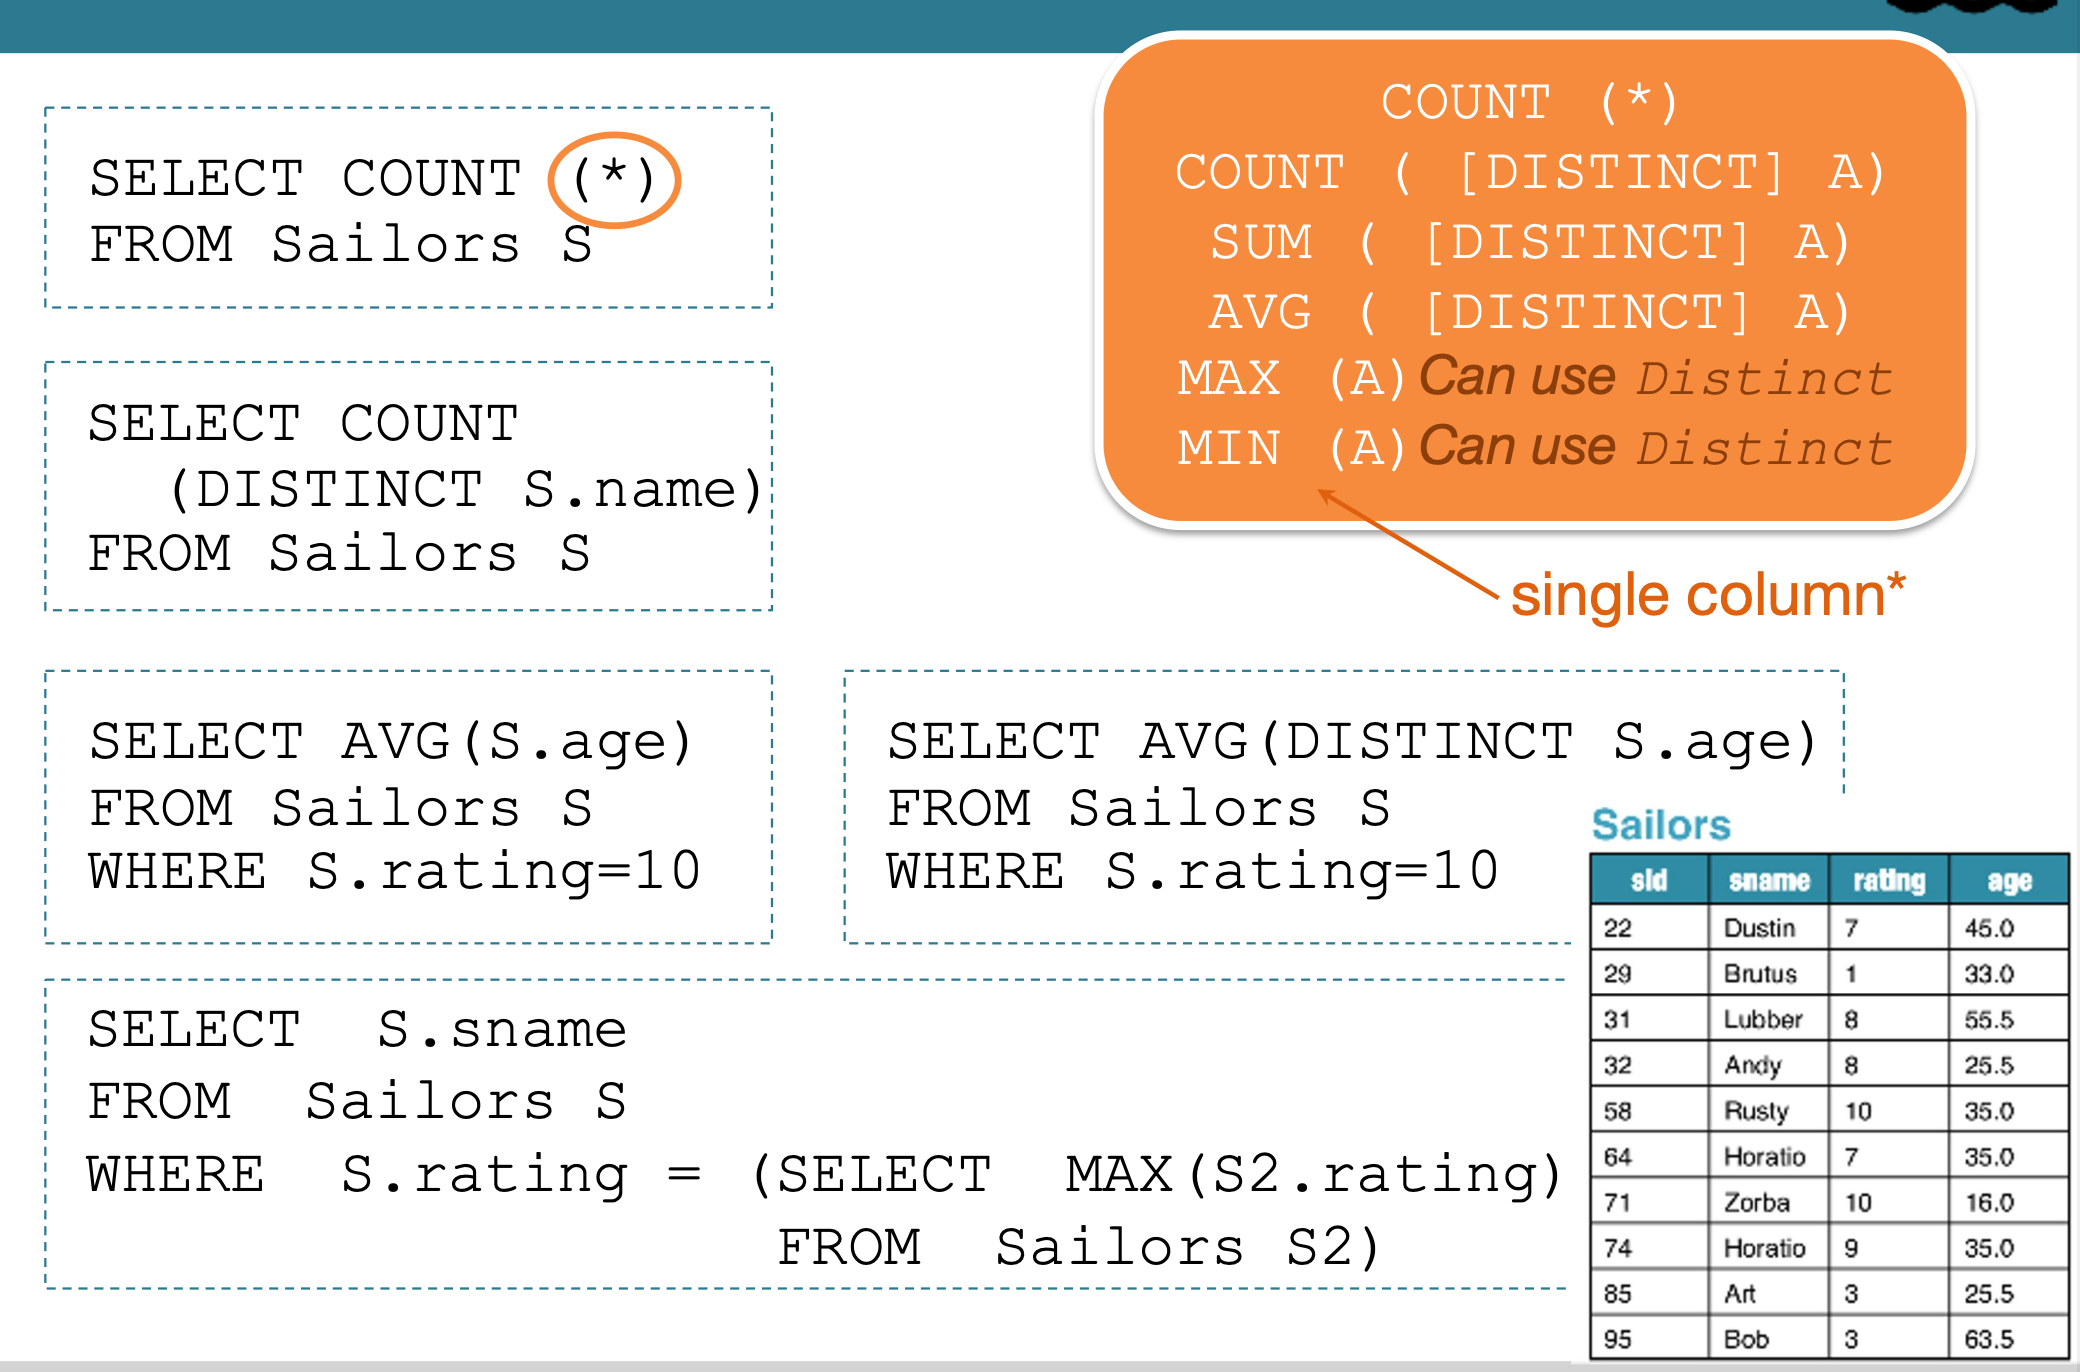 SELECT COUNT (*)
FROM Sailors S
COUNT (*)
COUNT ( [DISTINCT] A)
SUM ( [DISTINCT] A)
AVG ( [DISTINCT] A)
MAX (A) Can use Distinct
MIN (A) Can use Distinct
single column*
SELECT COUNT
(DISTINCT S.name)
FROM Sailors S
SELECT AVG(S.age)
FROM Sailors S
WHERE S.rating=10
SELECT AVG(DISTINCT S.age)
FROM Sailors S
WHERE S.rating=10
SELECT S.sname
FROM Sailors S
WHERE S.rating = (SELECT MAX(S2.rating)
FROM Sailors S2)
Sailors
sid sname rating age
22 Dustin 7 45.0
29 Brutus 1 33.0
31 Lubber 8 55.5
32 Andy 8 25.5
58 Rusty 10 35.0
64 Horatio 7 35.0
71 Zorba 10 16.0
74 Horatio 9 35.0
85 Art 3 25.5
95 Bob 3 63.5